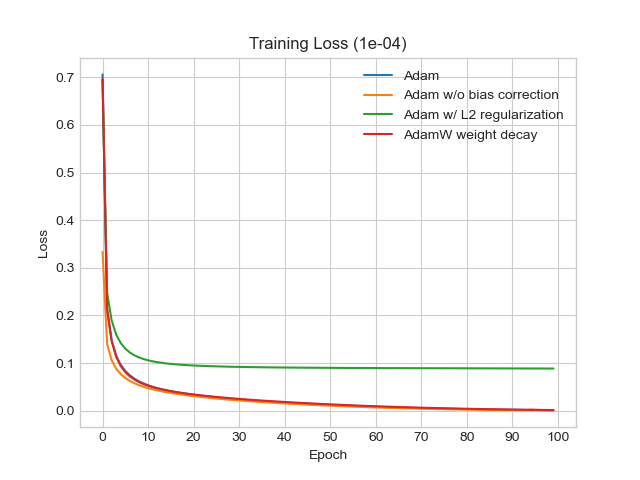 Training Loss (1e-04)
Adam
Adam w/o bias correction
Adam w/ L2 regularization
AdamW weight decay
0.7
0.6
0.5
0.4
0.3
0.2
0.1
0.0
Loss
0 10 20 30 40 50 60 70 80 90 100
Epoch